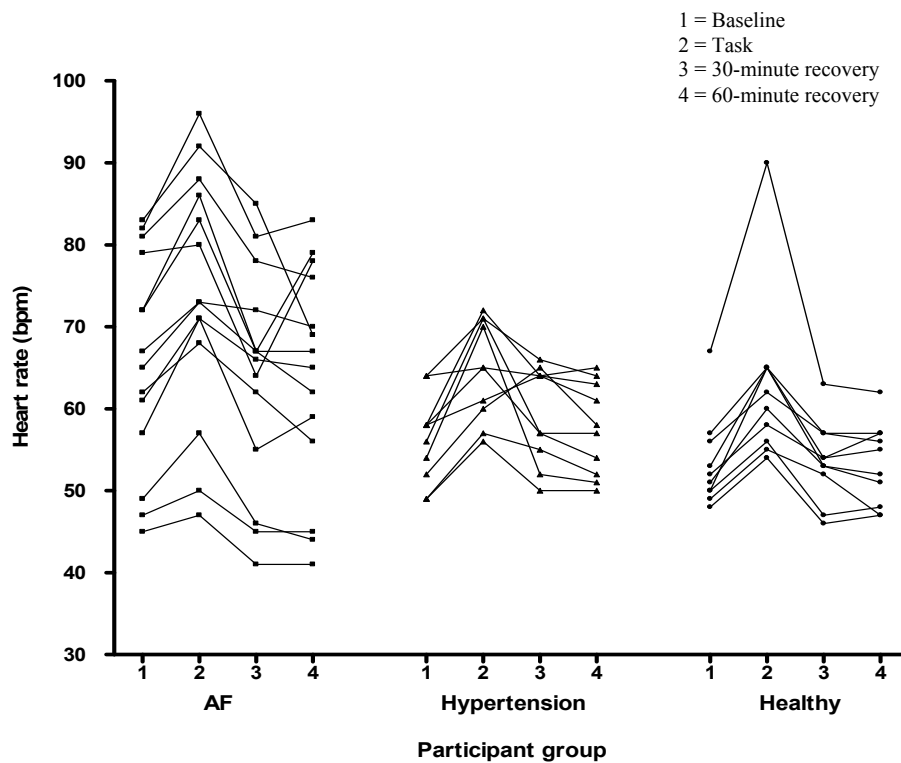 1 = Baseline
2 = Task
3 = 30-minute recovery
4 = 60-minute recovery
Heart rate (bpm)
100
90
80
70
60
50
40
30
1 2 3 4 1 2 3 4 1 2 3 4
AF Hypertension Healthy
Participant group